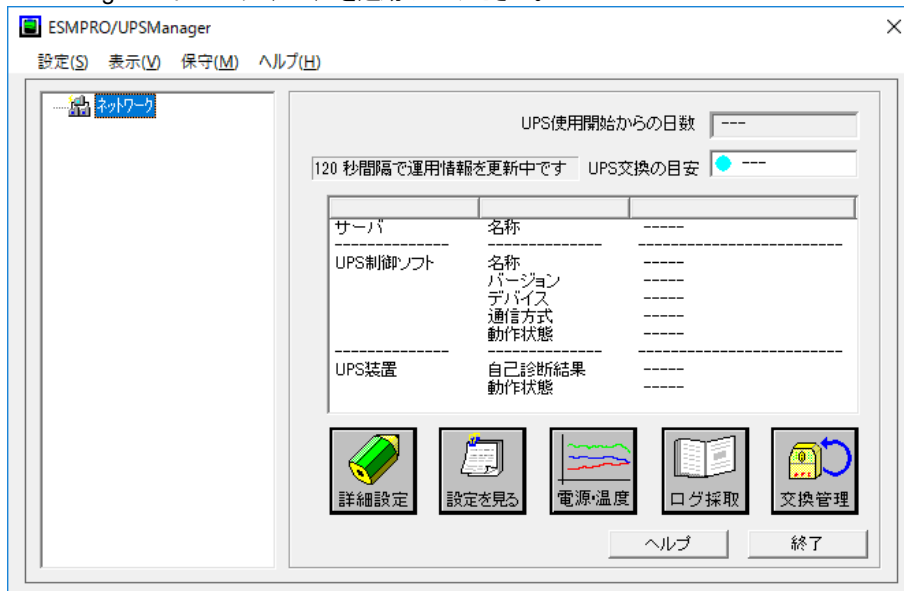 ESMPRO/UPSManager
設定(S) 表示(V) 保守(M) ヘルプ(H)
ネットワーク
UPS使用開始からの日数 ---
120 秒間隔で運用情報を更新中です UPS交換の目安 ---
サーバ 名称 -----
-------------- -------------- -------------------------
UPS制御ソフト 名称 -----
バージョン -----
デバイス -----
通信方式 -----
動作状態 -----
-------------- -------------- -------------------------
UPS装置 自己診断結果 -----
動作状態 -----
詳細設定 設定を見る 電源・温度 ログ採取 交換管理
ヘルプ 終了